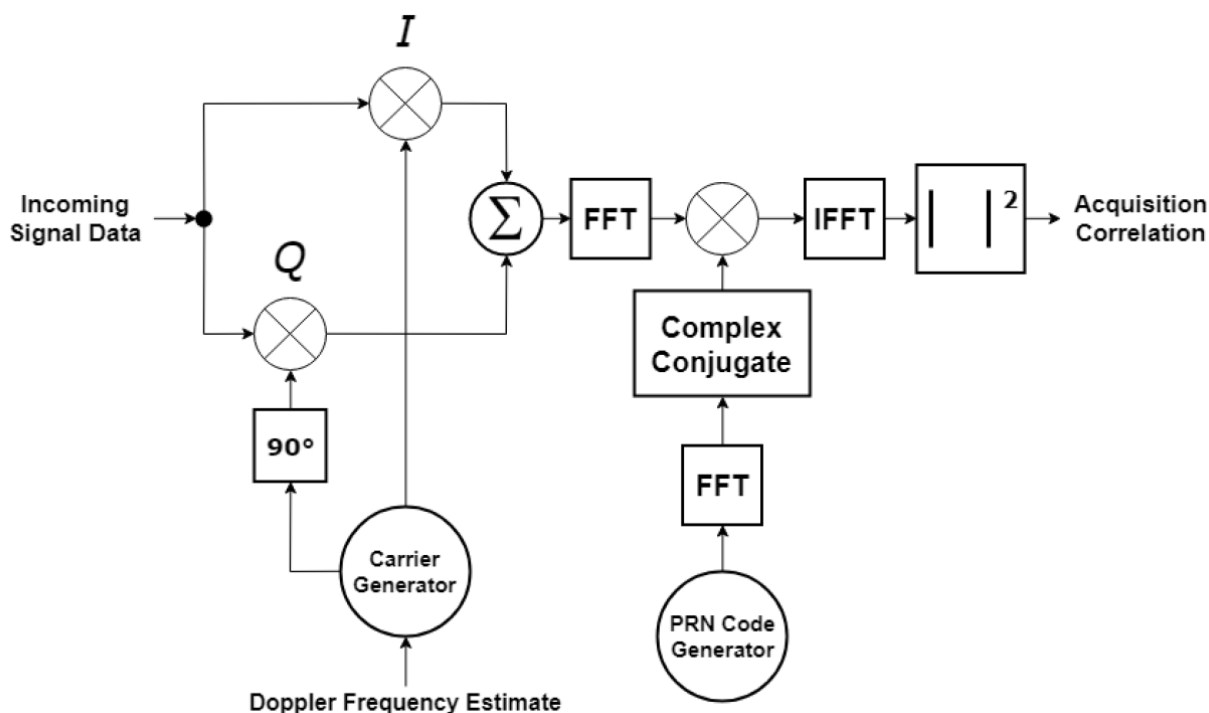 I
Incoming
Signal Data
Q
Σ
FFT
IFFT
| |²
Acquisition
Correlation
Complex
Conjugate
90°
FFT
Carrier
Generator
PRN Code
Generator
Doppler Frequency Estimate